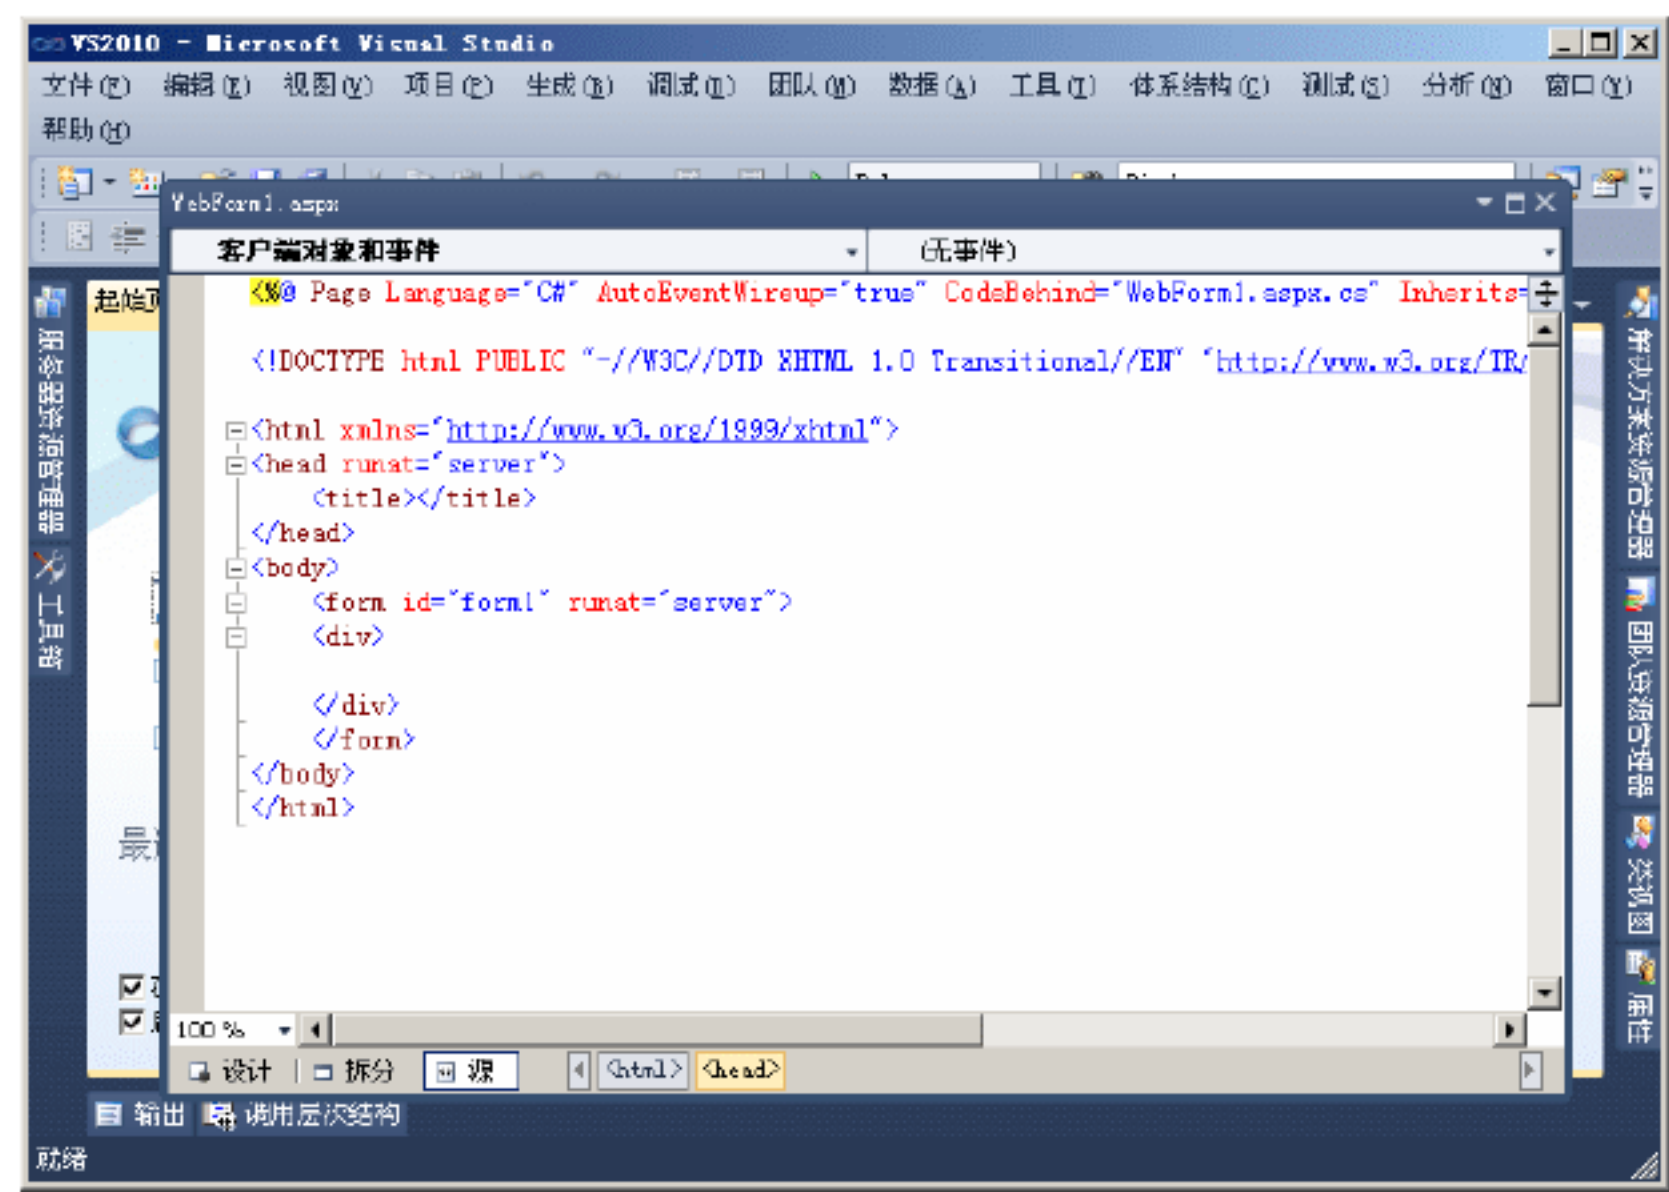 VS2010 - Microsoft Visual Studio
文件(F) 编辑(E) 视图(V) 项目(P) 生成(B) 调试(D) 团队(M) 数据(A) 工具(T) 体系结构(C) 测试(S) 分析(N) 窗口(W)
帮助(H)
WebForm1.aspx
客户端对象和事件 (无事件)
起始页
<%@ Page Language="C#" AutoEventWireup="true" CodeBehind="WebForm1.aspx.cs" Inherits=
<!DOCTYPE html PUBLIC "-//W3C//DTD XHTML 1.0 Transitional//EN" "http://www.w3.org/TR/
<html xmlns="http://www.w3.org/1999/xhtml">
<head runat="server">
<title></title>
</head>
<body>
<form id="form1" runat="server">
<div>
</div>
</form>
</body>
</html>
100 %
设计 拆分 源 <html> <head>
服务器资源管理器
工具箱
最
解决方案资源管理器
团队资源管理器
类视图
属性
输出 调用层次结构
就绪